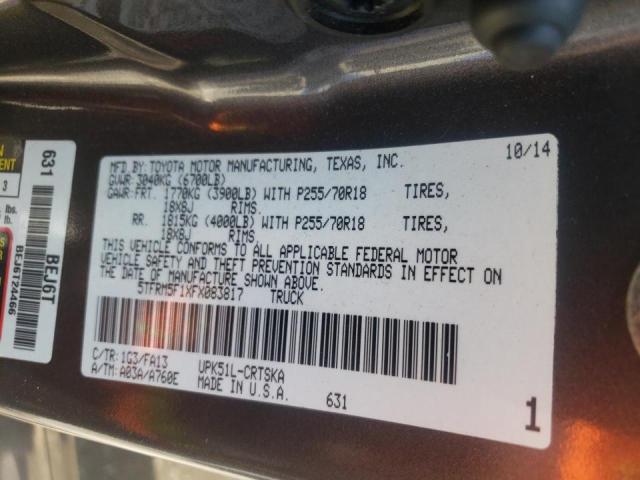 MFD.BY:TOYOTA MOTOR MANUFACTURING, TEXAS, INC. 10/14
GVWR:3040KG (6700LB)
GAWR:FRT. 1770KG (3900LB) WITH P255/70R18 TIRES,
18X8J RIMS.
RR. 1815KG (4000LB) WITH P255/70R18 TIRES,
18X8J RIMS
THIS VEHICLE CONFORMS TO ALL APPLICABLE FEDERAL MOTOR
VEHICLE SAFETY AND THEFT PREVENTION STANDARDS IN EFFECT ON
THE DATE OF MANUFACTURE SHOWN ABOVE.
5TFRM5F1XFX083817 TRUCK
C/TR:1G3/FA13 UPK51L-CRTSKA
A/TM:A03A/A760E MADE IN U.S.A. 631
1
631
BEJ6T
BEJ6T24466
3
lbs.
lb.